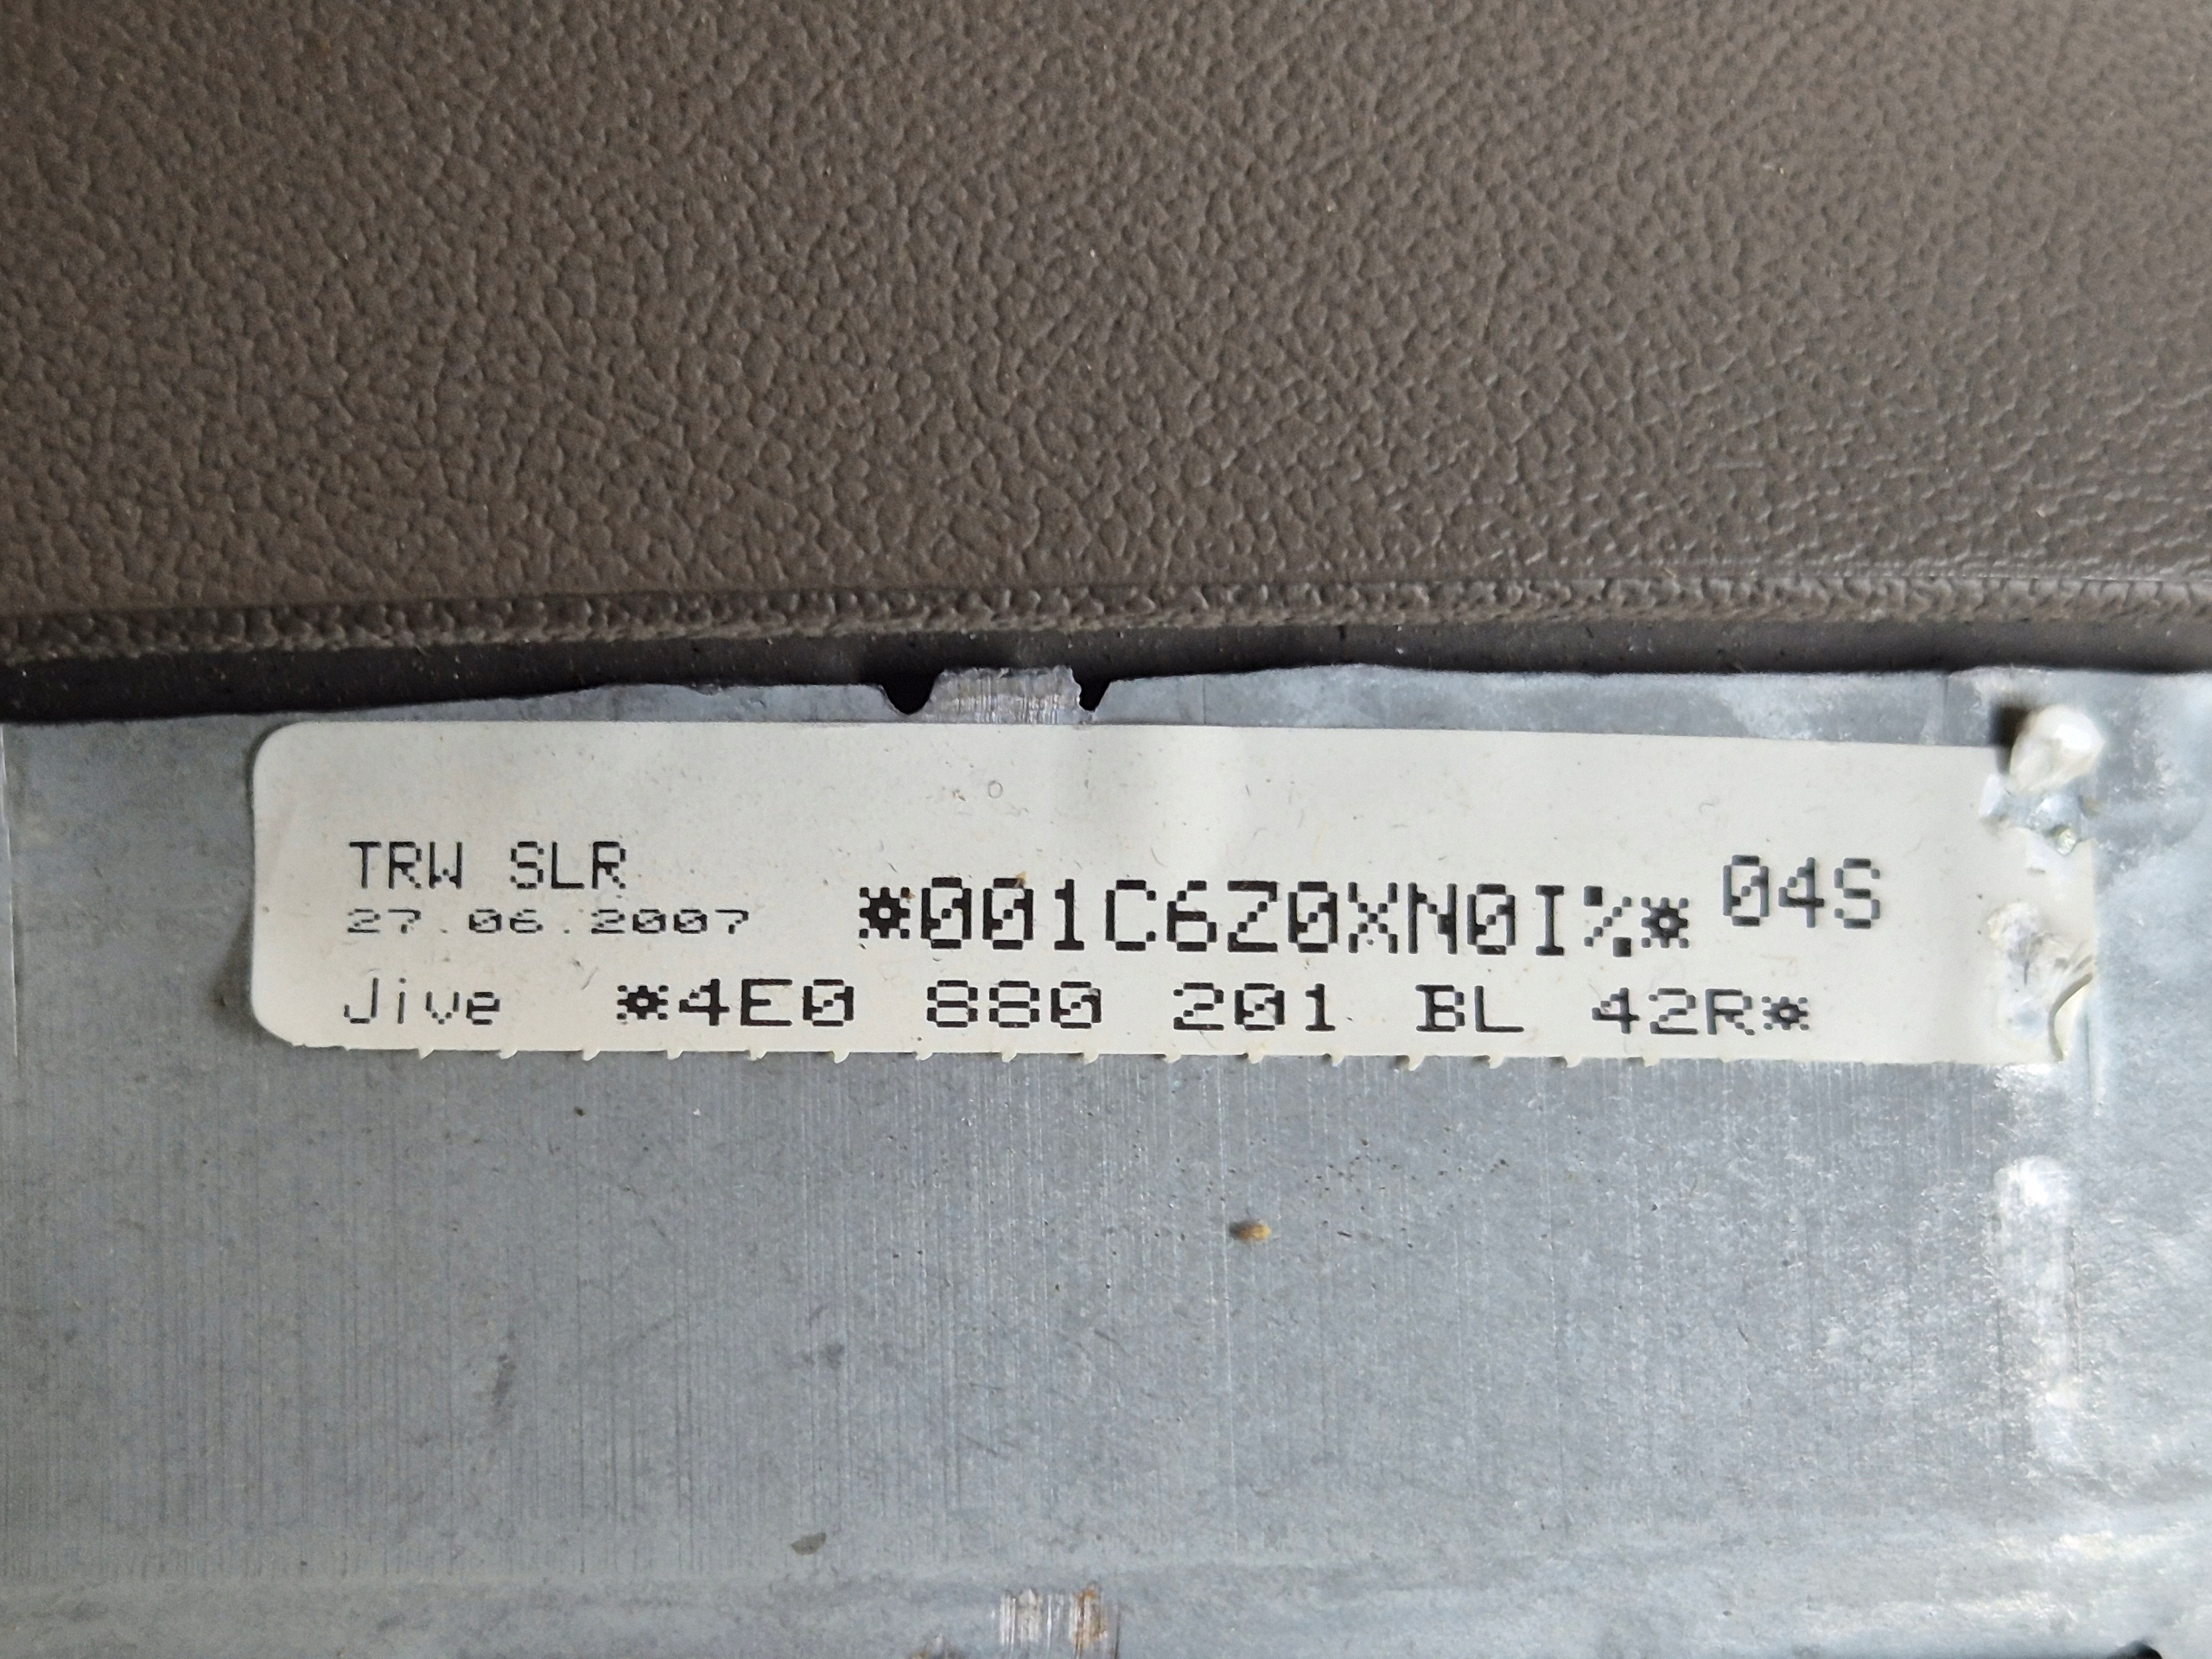 TRW SLR
27.06.2007 *001C6Z0XN0I%* 04S
Jive *4E0 880 201 BL 42R*